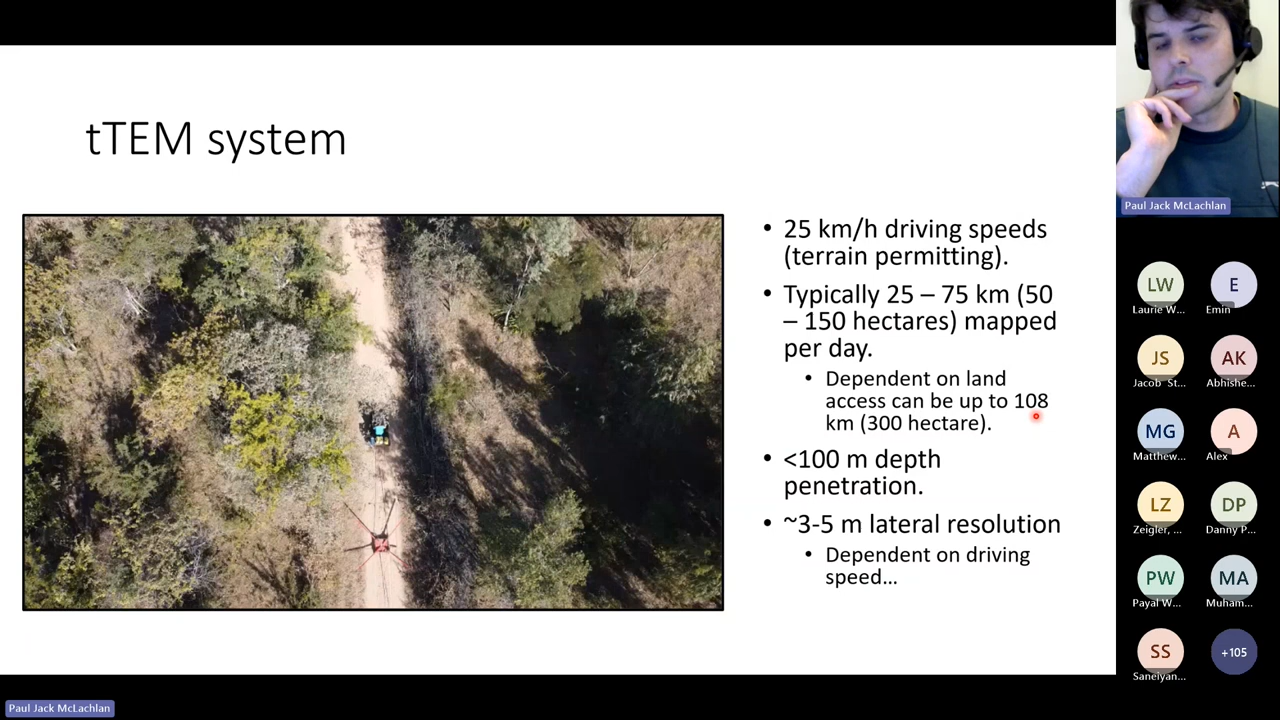 tTEM system
• 25 km/h driving speeds
(terrain permitting).
• Typically 25 – 75 km (50
– 150 hectares) mapped
per day.
• Dependent on land
access can be up to 108
km (300 hectare).
• <100 m depth
penetration.
• ~3-5 m lateral resolution
• Dependent on driving
speed...
Paul Jack McLachlan
LW
Laurie W...
E
Emin
JS
Jacob St...
AK
Abhishe...
MG
Matthew...
A
Alex
LZ
Zeigler, ...
DP
Danny P...
PW
Payal W...
MA
Muham...
SS
Saneiyan...
+105
Paul Jack McLachlan